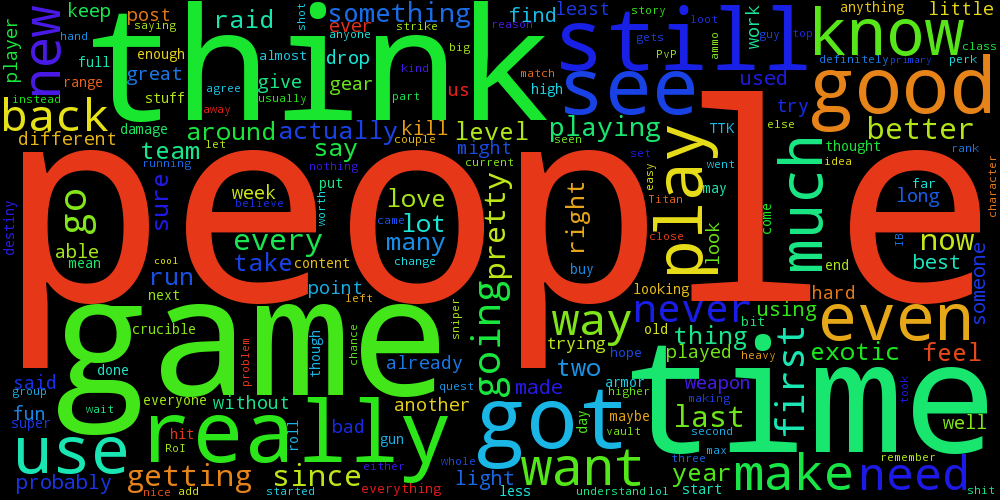 player
keep
new
hand
full
range
post
saying
enough
great
stuff
instead
back
different
think
raid
almost
agree
give
usually
away
shot
something
ever
anyone
strike
drop
gear
kind
part
big
us
find
reason
match
high
least
still
story
gets
loot
guy
top
PvP
ammo
see
work
used
try
anything
little
know
class
definitely
primary
perk
good
damage
team
let
around
actually
couple
kill
say
level
might
current
playing
seen
play
TTK
else
better
thought
idea
rank
people
running
nothing
set
easy
went
may
Titan
close
look
come
much
far
long
IB
character
destiny
go
able
mean
sure
week
believe
put
worth
love
came
lot
many
change
pretty
right
buy
now
best
someone
every
take
content
cool
run
next
point
left
going
looking
never
end
hard
using
even
game
crucible
problem
though
chance
sniper
already
way
trying
old
bit
thing
hope
played
heavy
first
exotic
feel
said
done
group
wait
fun
super
everyone
without
another
quest
made
two
armor
higher
weapon
making
time
took
use
really
hit
RoI
roll
bad
gun
got
day
maybe
vault
last
second
max
well
probably
getting
nice
add
since
started
either
everything
whole
light
less
want
understand
lol
three
year
start
make
need
remember
shit